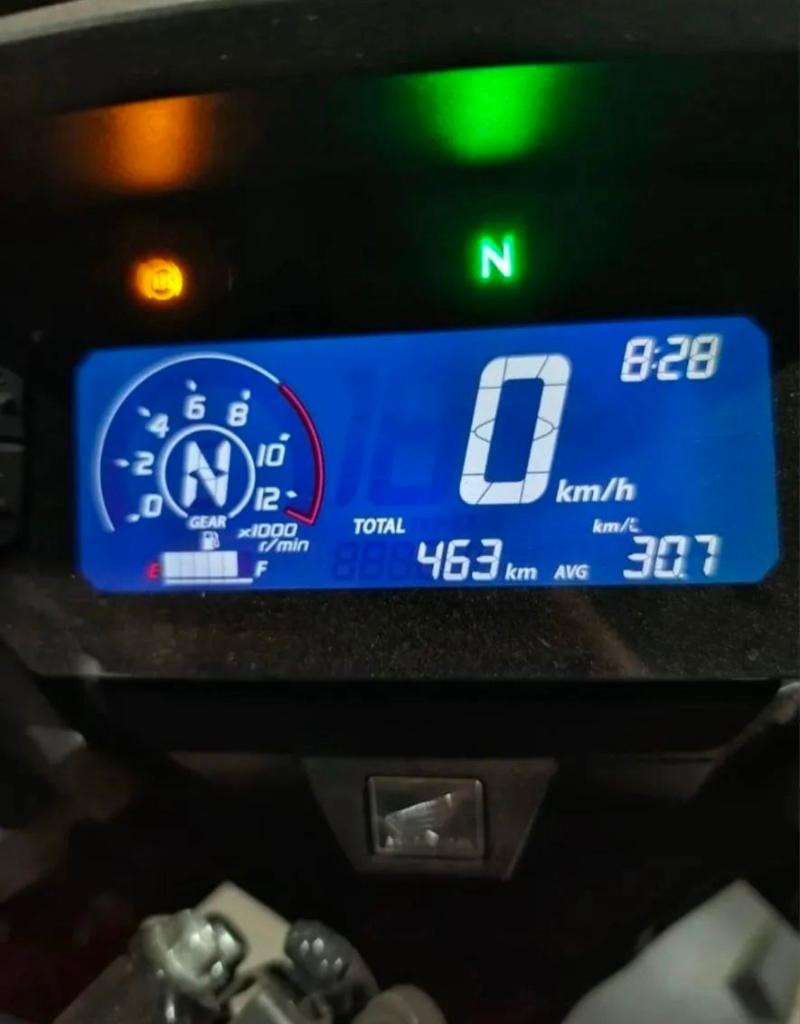 N
8:28
0 km/h
0 2 4 6 8 10 12
N
GEAR
x1000 r/min
E F
TOTAL
463 km
km/L
AVG 30.7